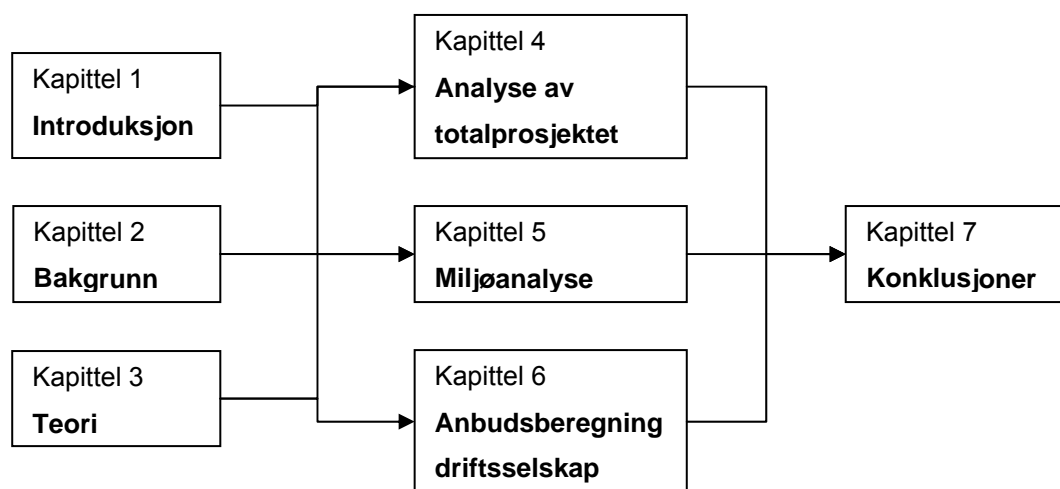 Kapittel 1
Introduksjon
Kapittel 2
Bakgrunn
Kapittel 3
Teori
Kapittel 4
Analyse av
totalprosjektet
Kapittel 5
Miljøanalyse
Kapittel 6
Anbudsberegning
driftsselskap
Kapittel 7
Konklusjoner